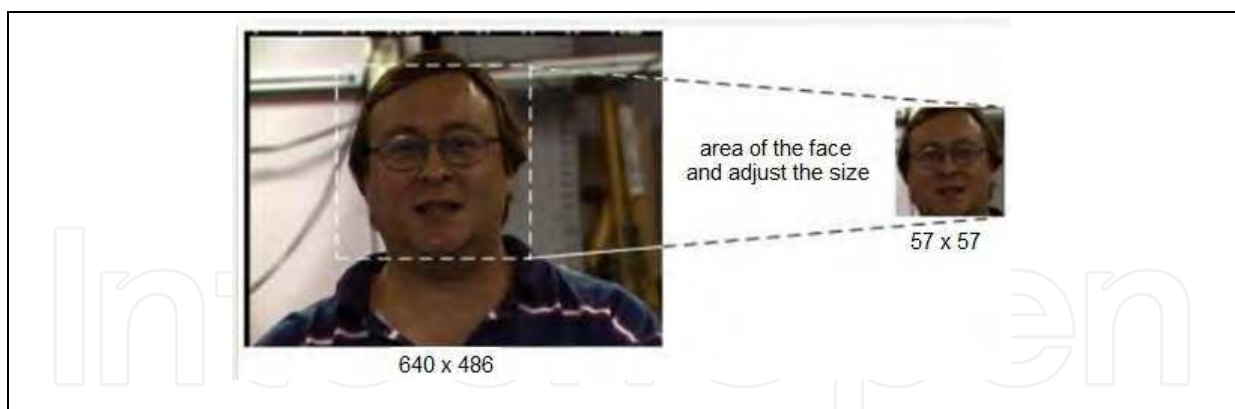 area of the face
and adjust the size
57 x 57
640 x 486
IntechOpen